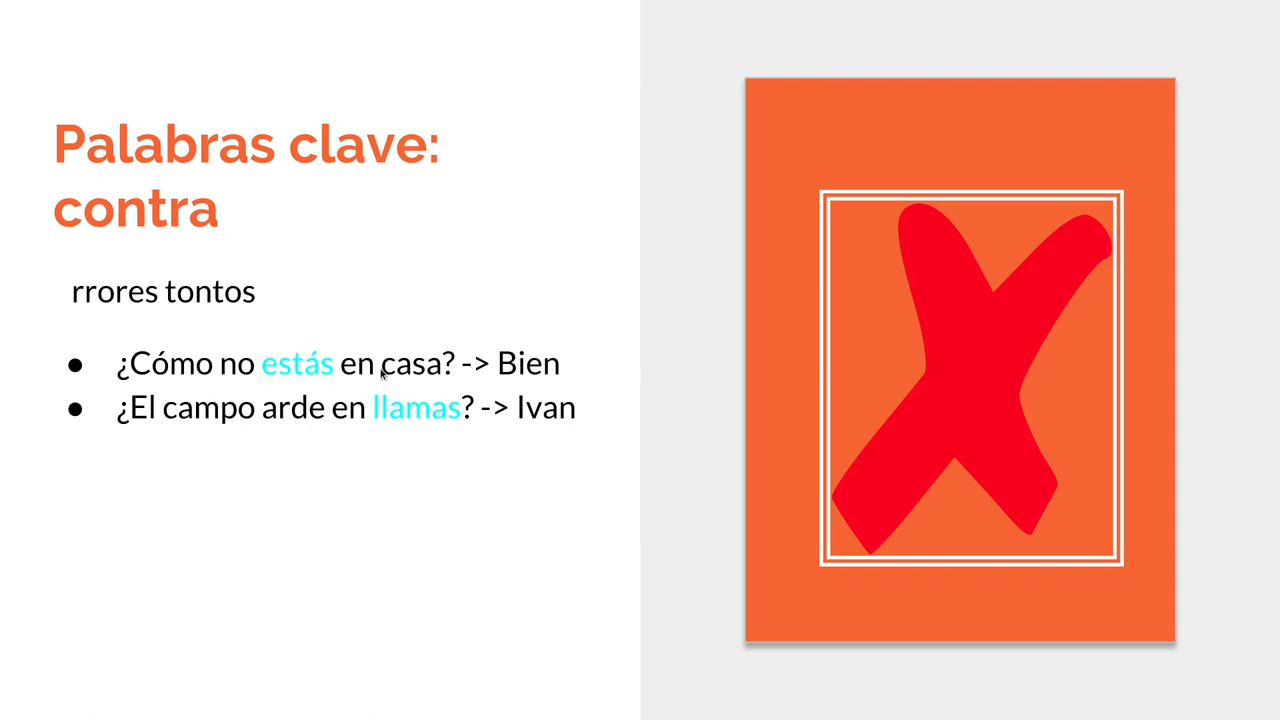 Palabras clave:
contra
rrores tontos
● ¿Cómo no estás en casa? -> Bien
● ¿El campo arde en llamas? -> Ivan